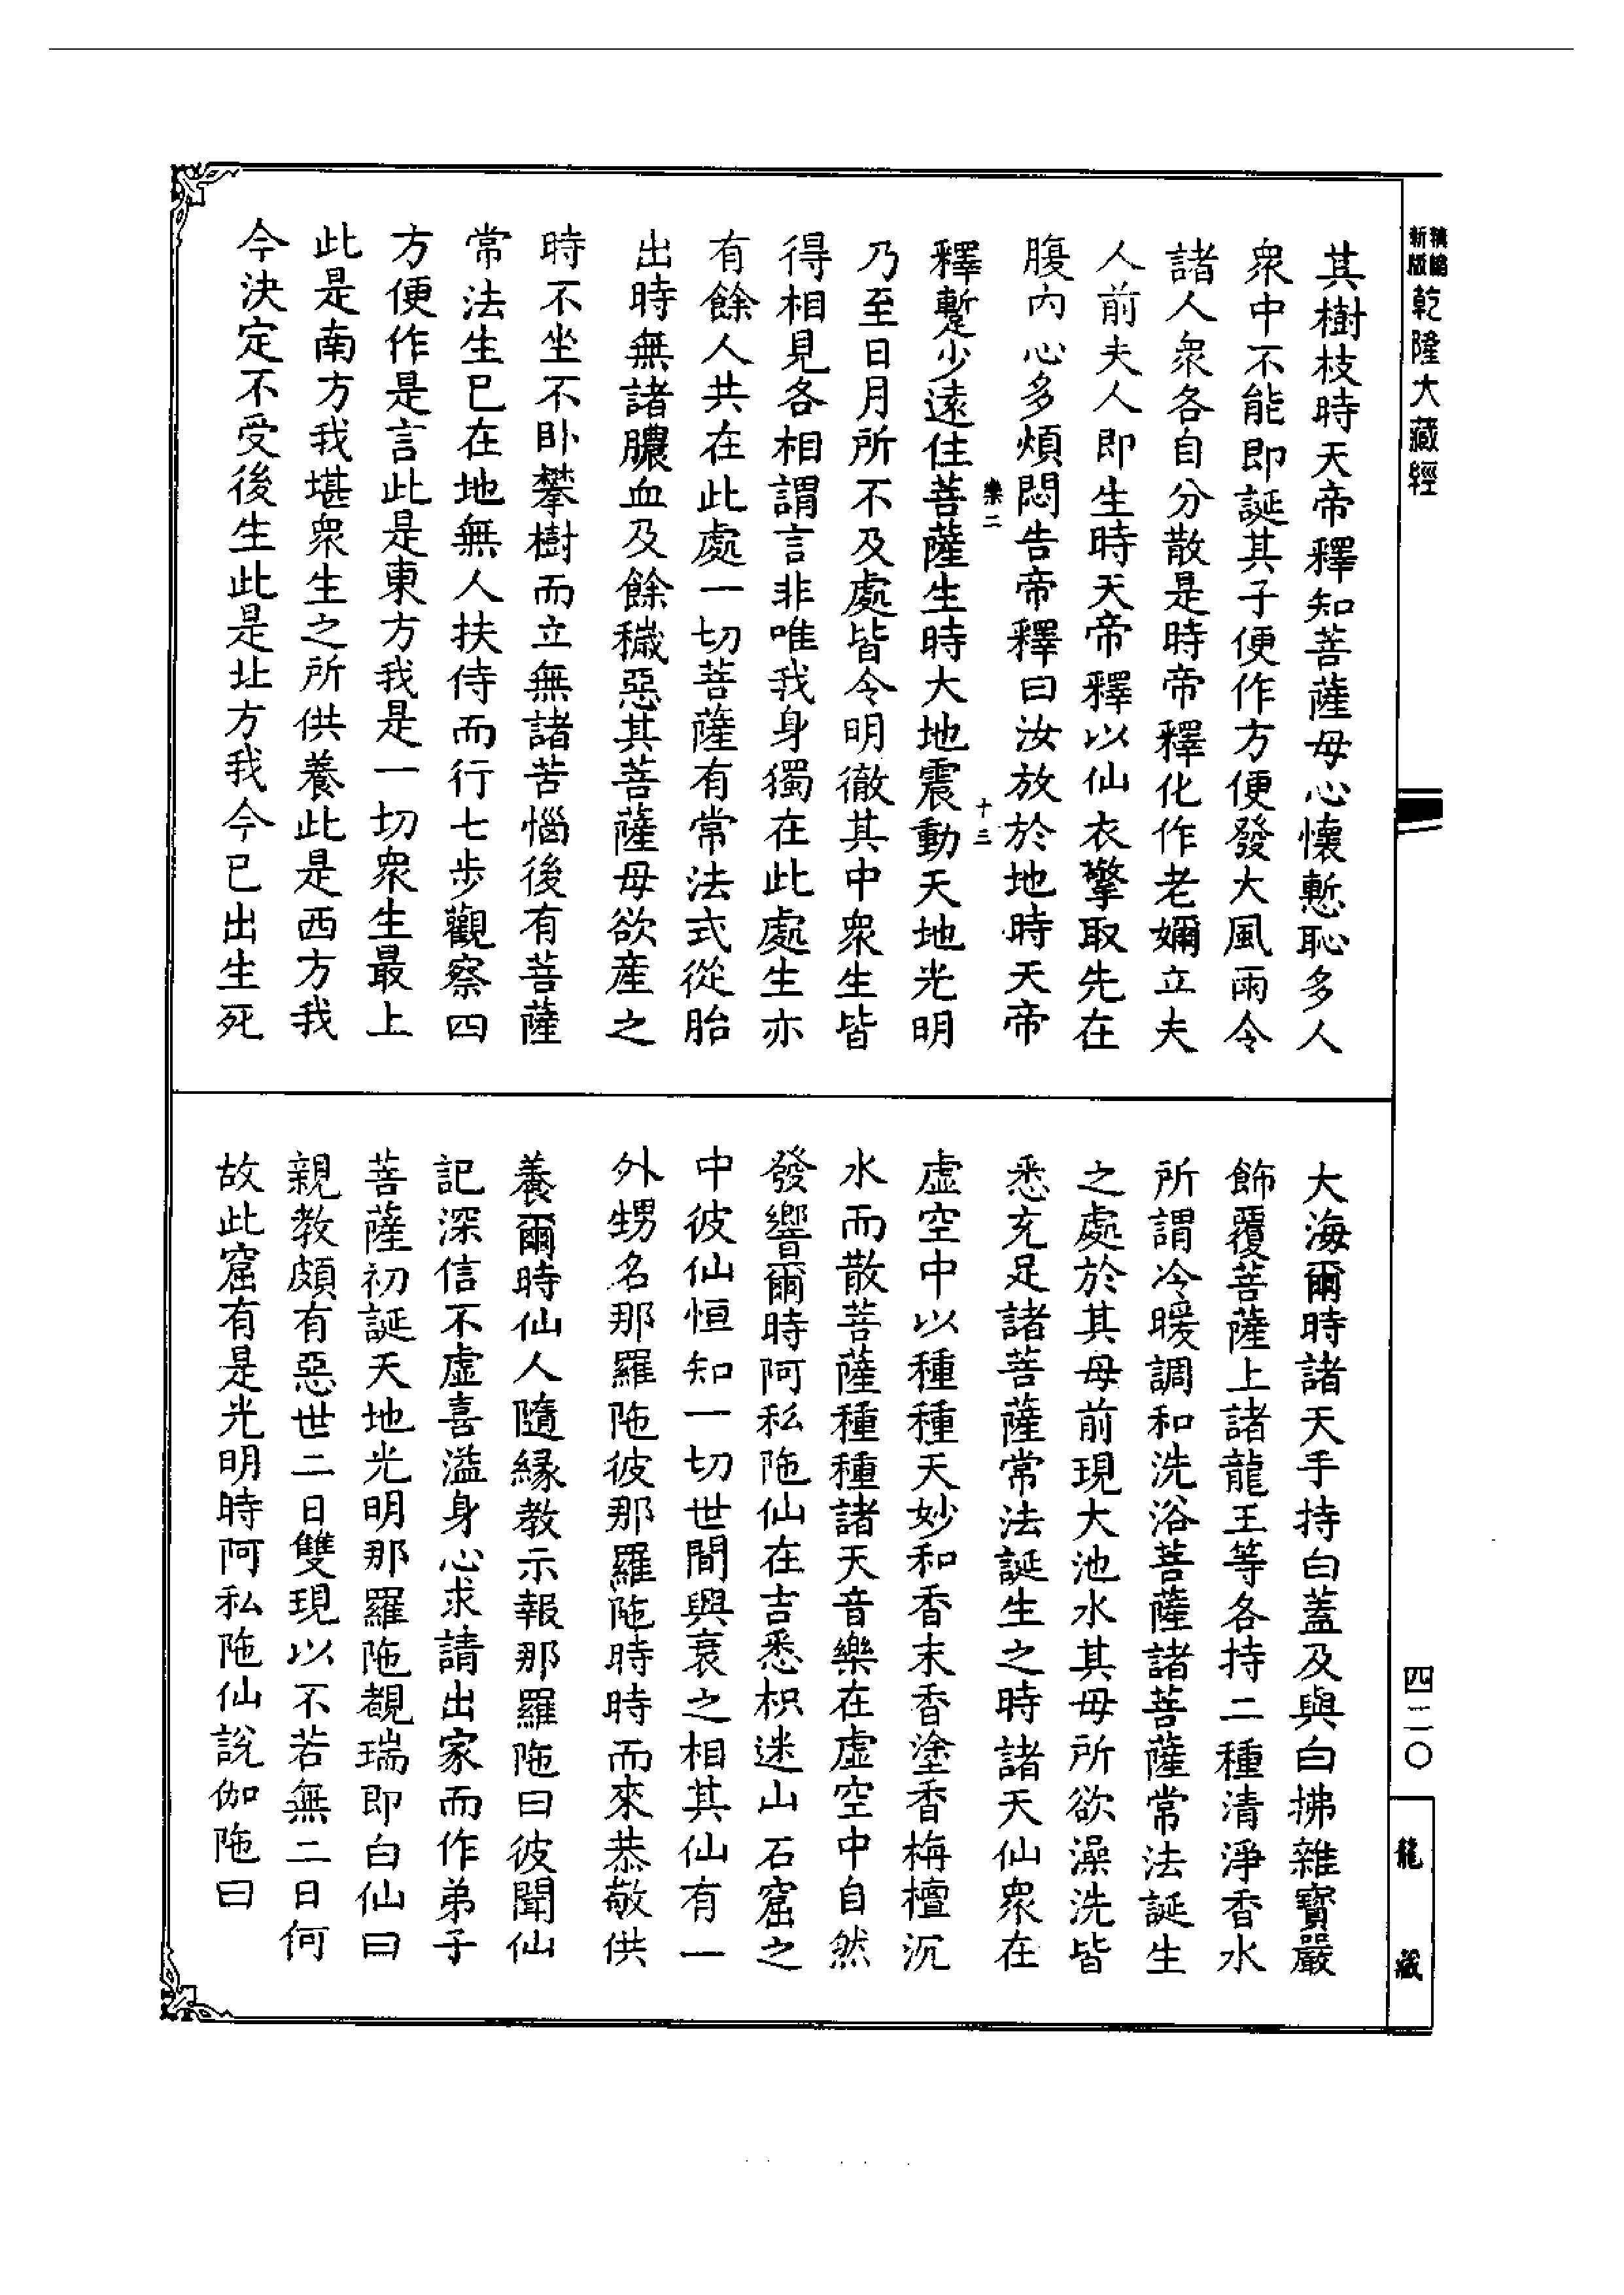 新編
新版
乾隆大藏經
其樹枝時天帝釋知菩薩母心懷慙恥多人
衆中不能即誕其子便作方便發大風雨令
諸人衆各自分散是時帝釋化作老嬭立夫
人前夫人即生時天帝釋以仙衣擎取先在
腹内心多煩悶告帝釋曰汝放於地時天帝
樂二
十三
釋蹔少遠住菩薩生時大地震動天地光明
乃至日月所不及處皆令明徹其中衆生皆
得相見各相謂言非唯我身獨在此處生亦
有餘人共在此處一切菩薩有常法式從胎
出時無諸膿血及餘穢惡其菩薩母欲産之
時不坐不卧攀樹而立無諸苦惱後有菩薩
常法生已在地無人扶侍而行七步觀察四
方便作是言此是東方我是一切衆生最上
此是南方我堪衆生之所供養此是西方我
今決定不受後生此是北方我今已出生死
大海爾時諸天手持白蓋及與白拂雜寶嚴
飾覆菩薩上諸龍王等各持二種清淨香水
所謂冷暖調和洗浴菩薩諸菩薩常法誕生
之處於其母前現大池水其母所欲澡洗皆
悉充足諸菩薩常法誕生之時諸天仙衆在
虚空中以種種天妙和香末香塗香栴檀沉
水而散菩薩種種諸天音樂在虚空中自然
發響爾時阿私陁仙在吉悉枳迷山石窟之
中彼仙恒知一切世間興衰之相其仙有一
外甥名那羅陁彼那羅陁時時而來恭敬供
養爾時仙人隨緣教示報那羅陁曰彼聞仙
記深信不虚喜溢身心求請出家而作弟子
菩薩初誕天地光明那羅陁覩瑞即白仙曰
親教頗有惡世二日雙現以不若無二日何
故此窟有是光明時阿私陁仙說伽陁曰
四二〇
龍藏